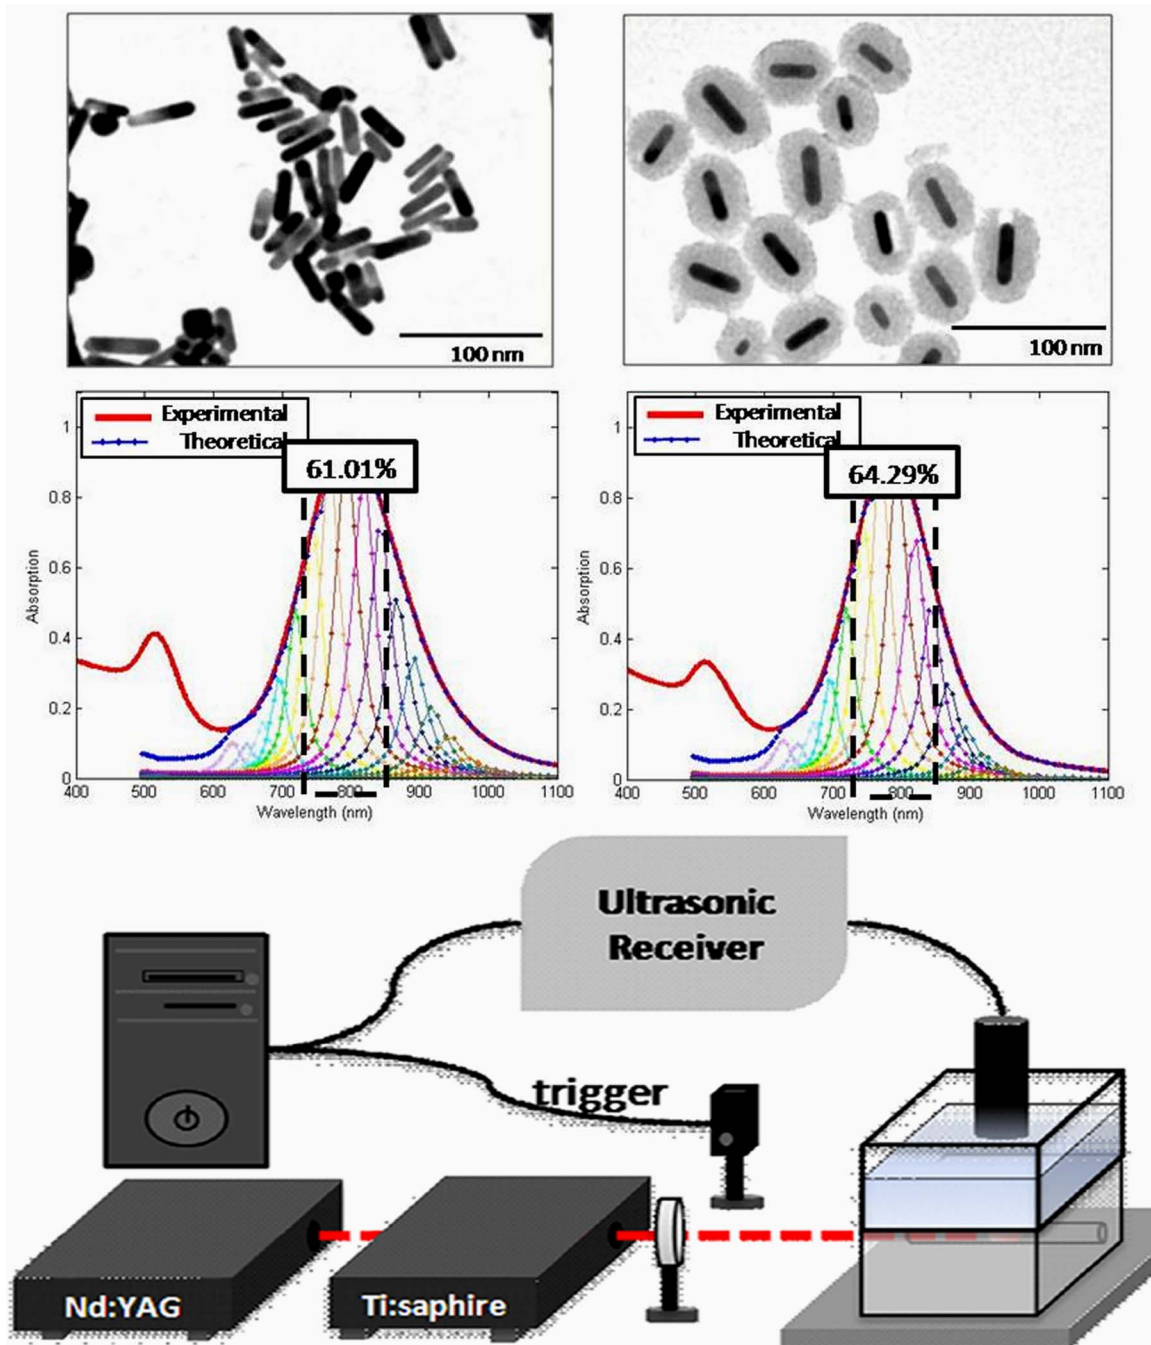 100 nm
100 nm
Experimental
Theoretical
61.01%
1
0.8
0.6
0.4
0.2
0
Absorption
400 500 600 700 800 900 1000 1100
Wavelength (nm)
Experimental
Theoretical
64.29%
1
0.8
0.6
0.4
0.2
0
Absorption
400 500 600 700 800 900 1000 1100
Wavelength (nm)
Ultrasonic
Receiver
trigger
Nd:YAG
Ti:saphire